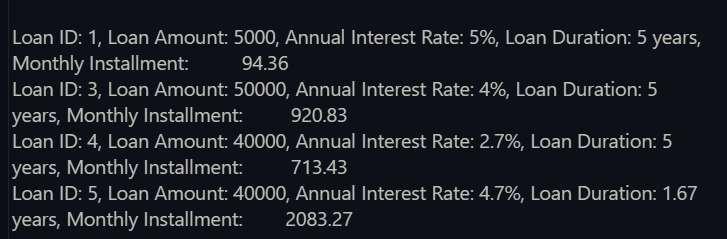 Loan ID: 1, Loan Amount: 5000, Annual Interest Rate: 5%, Loan Duration: 5 years,
Monthly Installment: 94.36
Loan ID: 3, Loan Amount: 50000, Annual Interest Rate: 4%, Loan Duration: 5
years, Monthly Installment: 920.83
Loan ID: 4, Loan Amount: 40000, Annual Interest Rate: 2.7%, Loan Duration: 5
years, Monthly Installment: 713.43
Loan ID: 5, Loan Amount: 40000, Annual Interest Rate: 4.7%, Loan Duration: 1.67
years, Monthly Installment: 2083.27